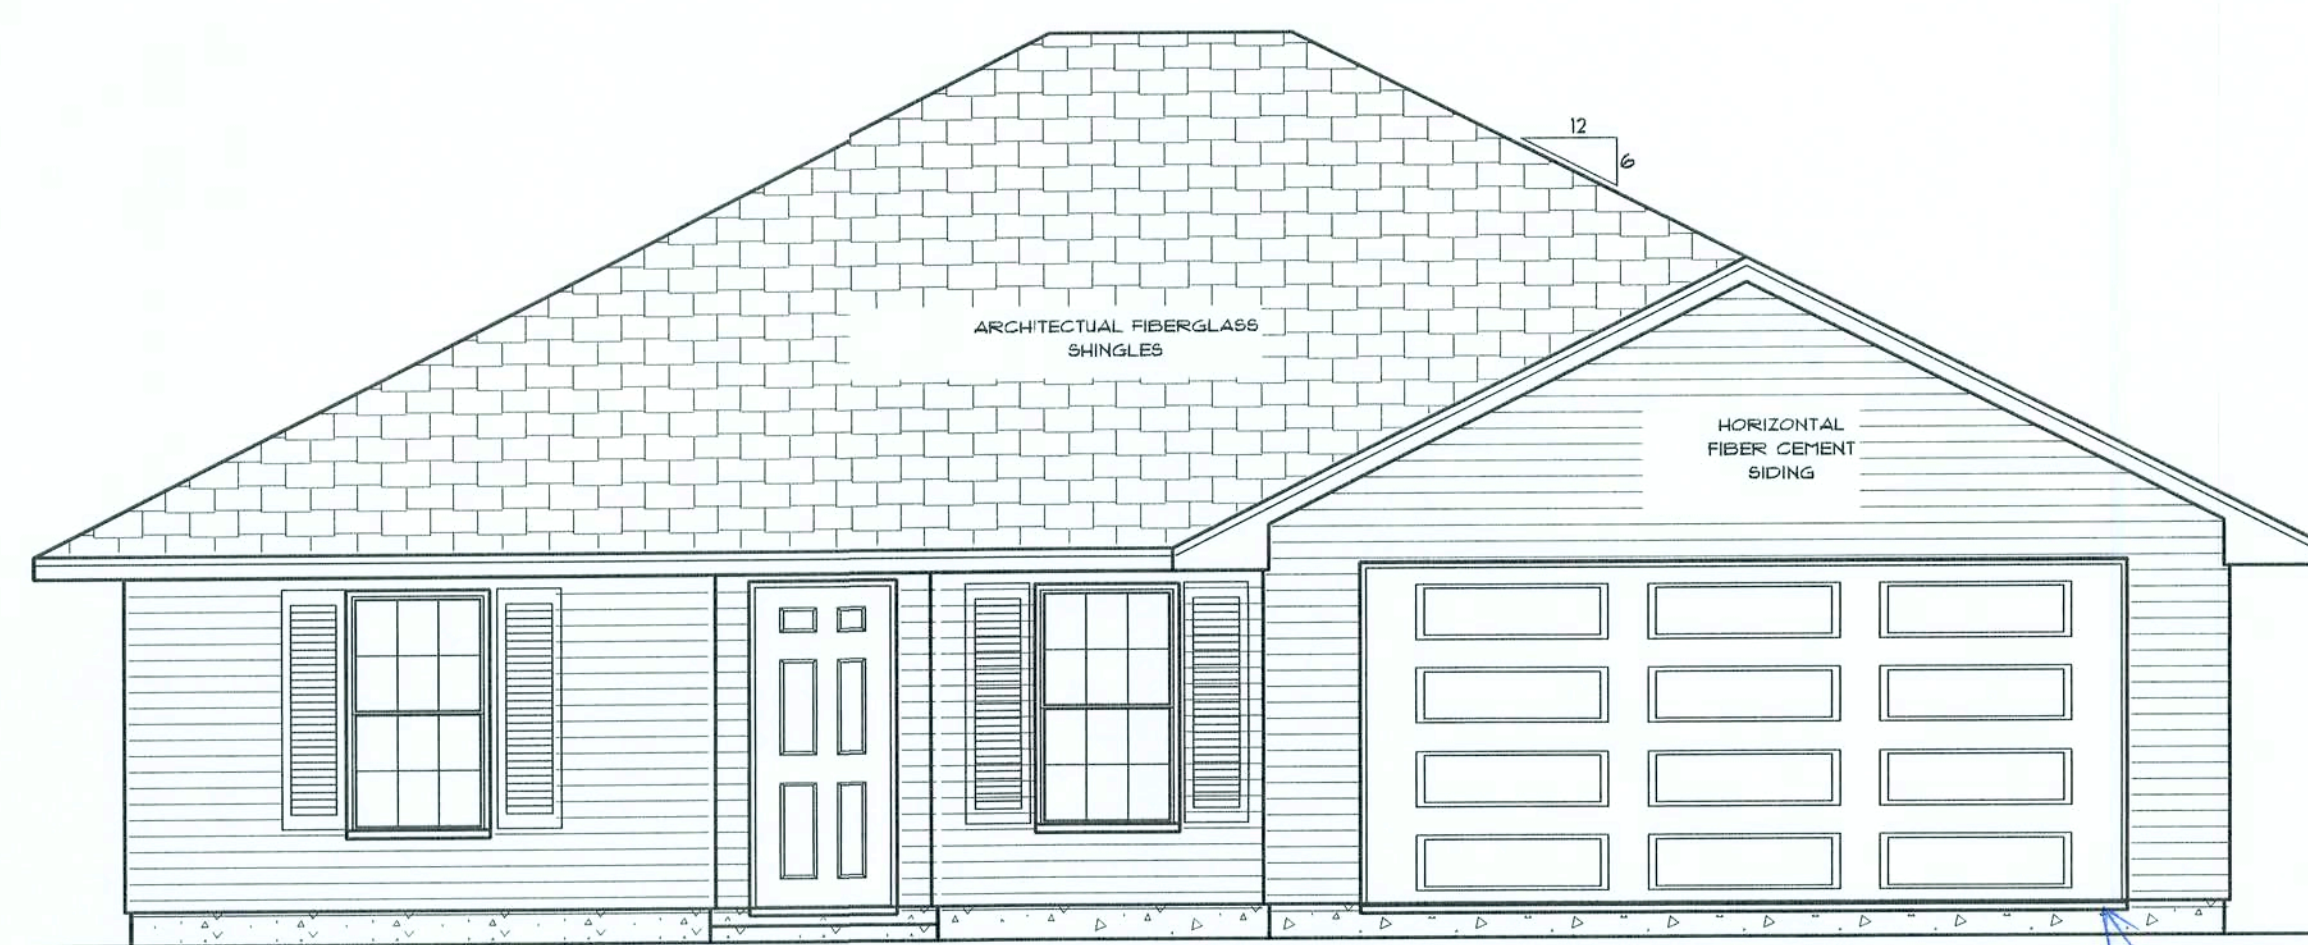 12
6
ARCHITECTUAL FIBERGLASS
SHINGLES
HORIZONTAL
FIBER CEMENT
SIDING